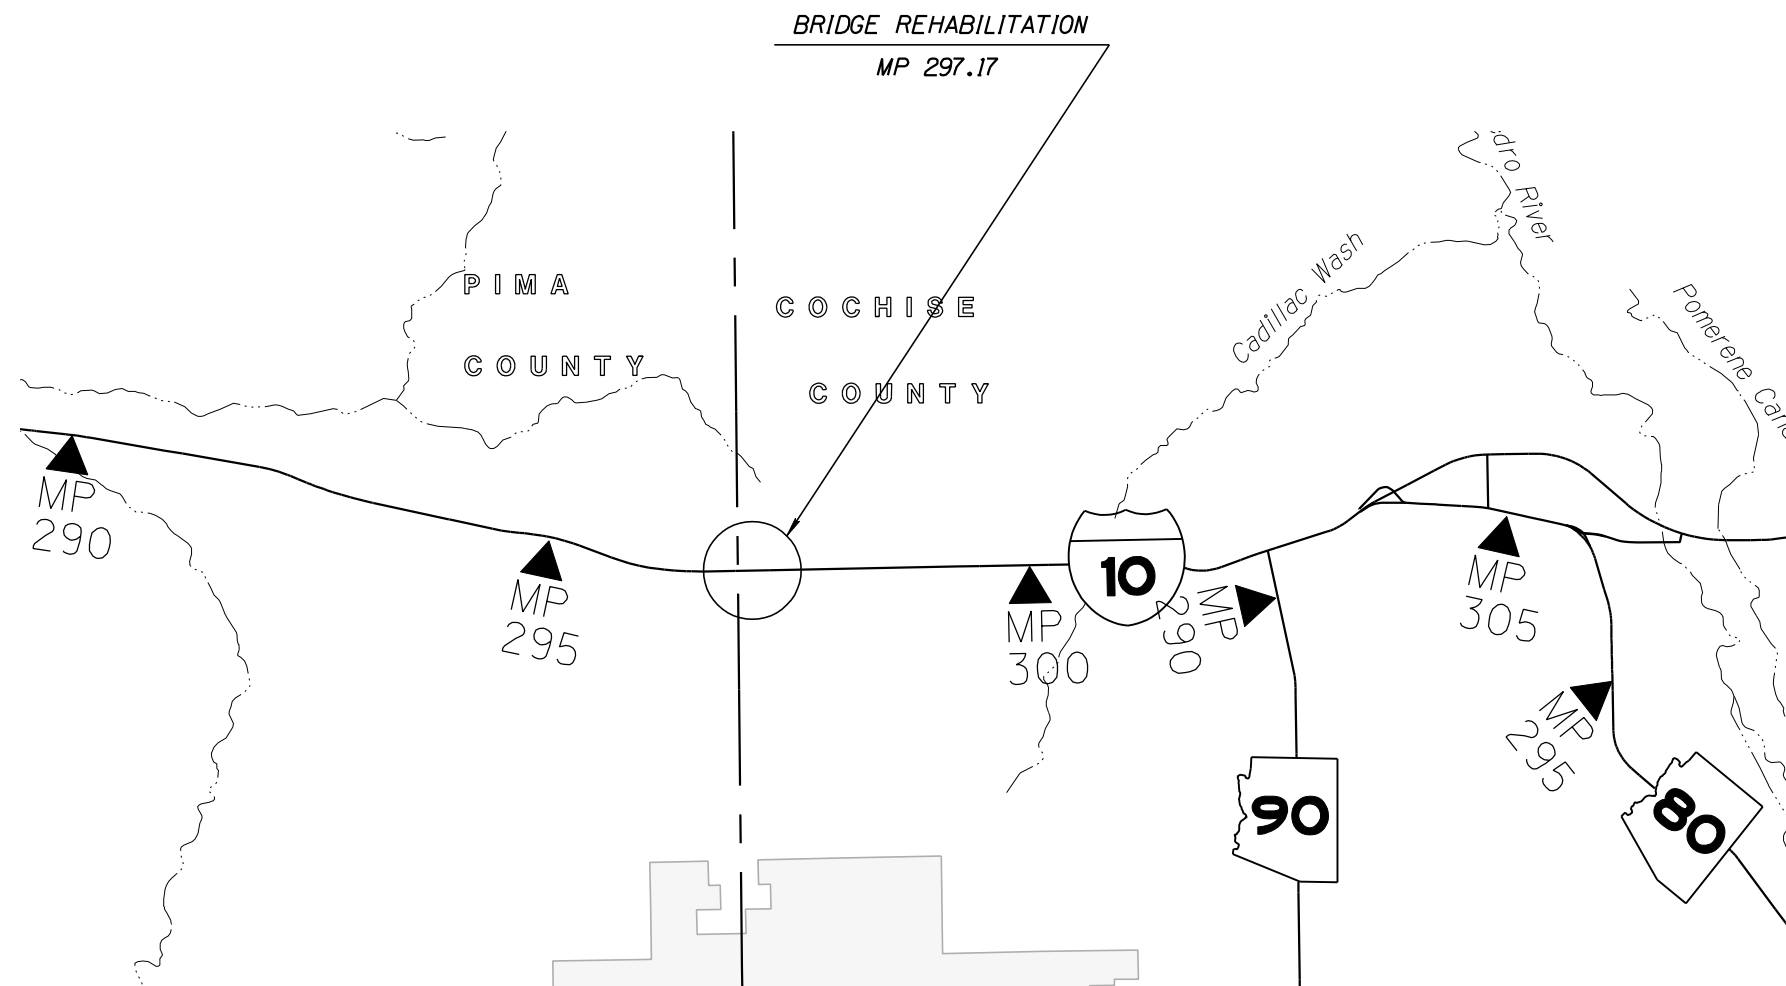 BRIDGE REHABILITATION
MP 297.17
dro River
PIMA
COUNTY
COCHISE
COUNTY
Cadillac Wash
Pomerene
MP
290
MP
295
MP
300
10
MP
290
MP
305
MP
295
90
80